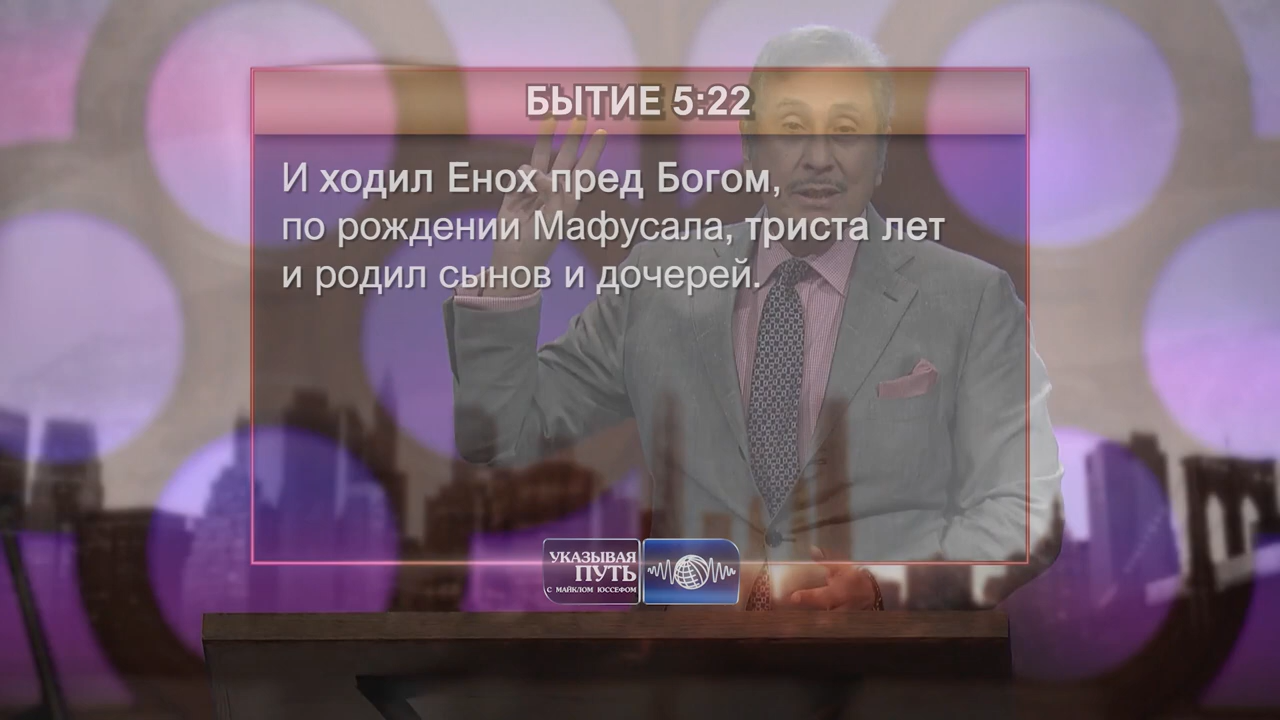 БЫТИЕ 5:22
И ходил Енох пред Богом,
по рождении Мафусала, триста лет
и родил сынов и дочерей.
УКАЗЫВАЯ
ПУТЬ
С МАЙКЛОМ ЮССЕФОМ